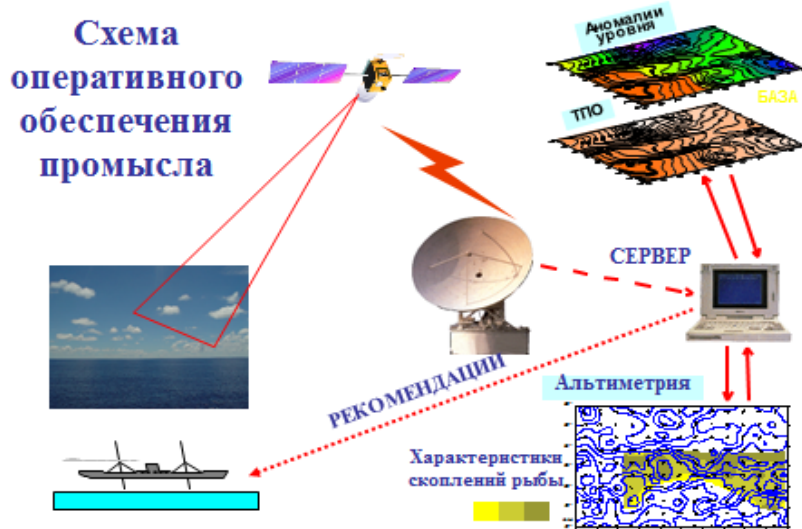 Схема
оперативного
обеспечения
промысла
Аномалии
уровня
БАЗА
ТПО
СЕРВЕР
РЕКОМЕНДАЦИИ
Альтиметрия
Характеристики
скоплений рыбы